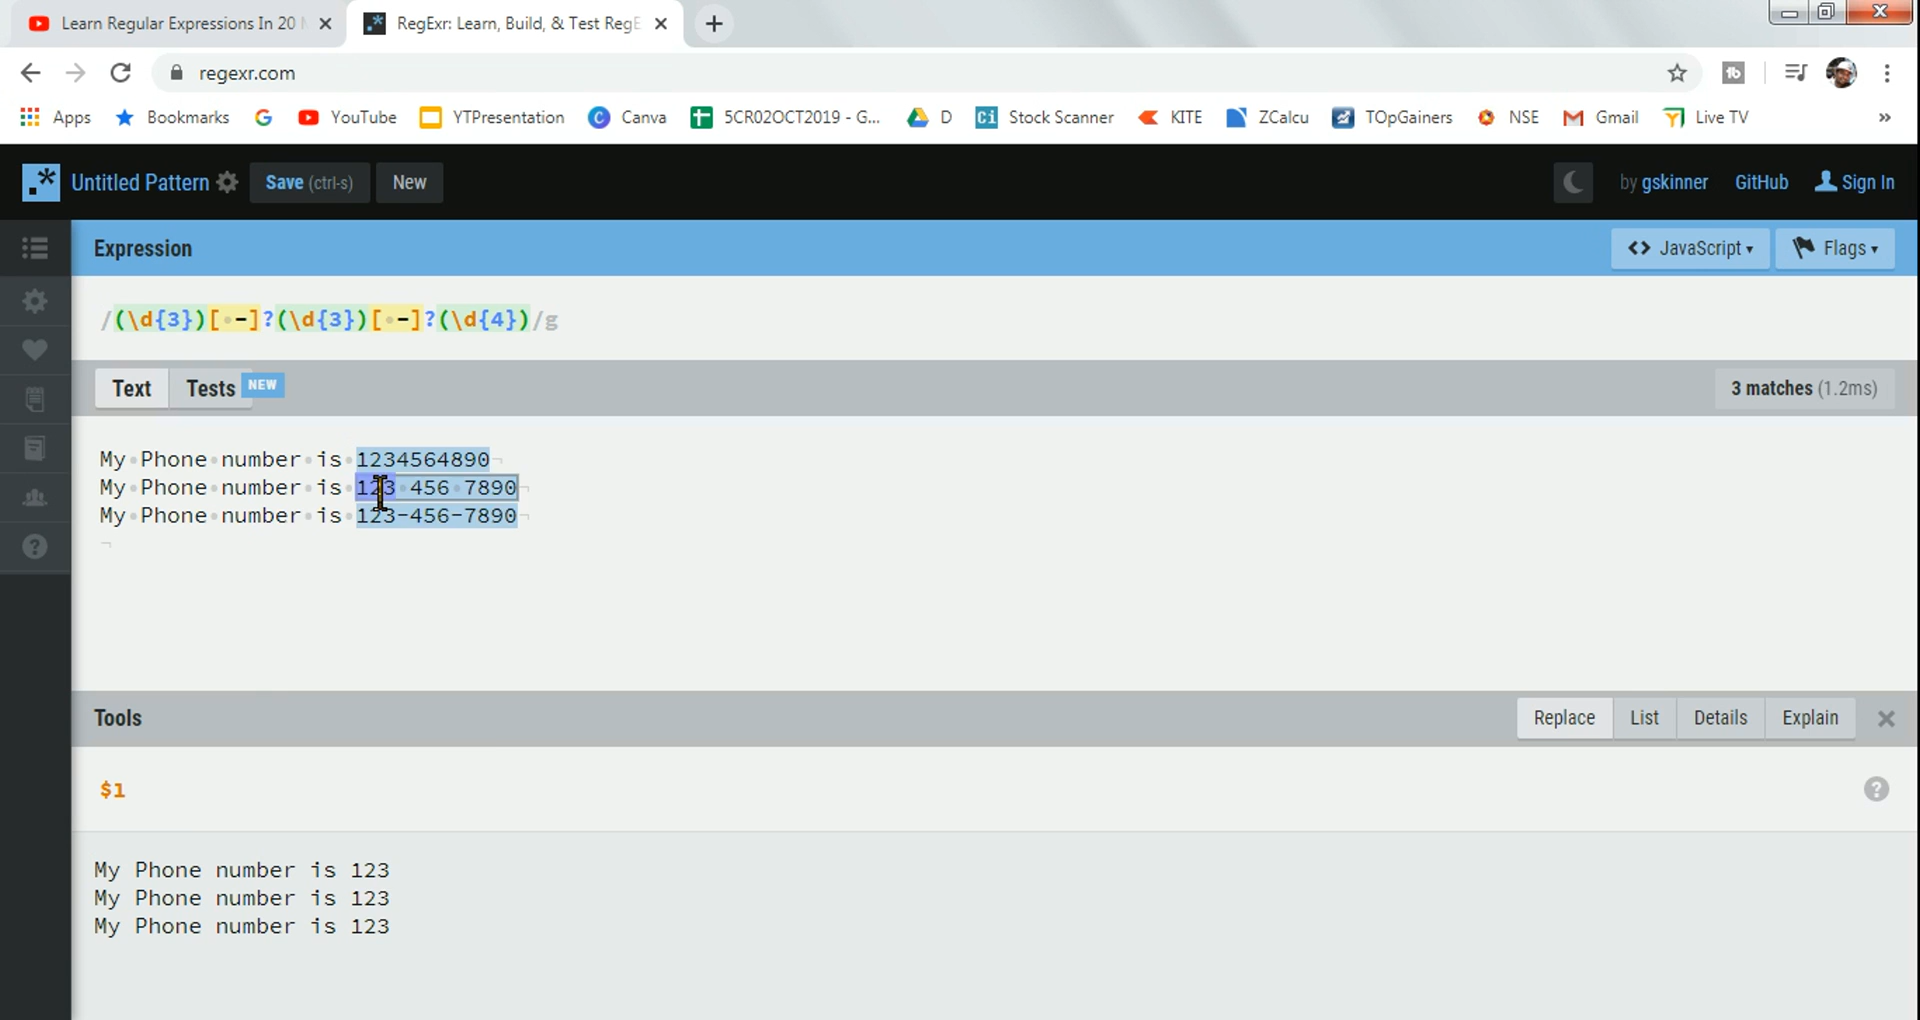 Learn Regular Expressions In 20
RegExr: Learn, Build, & Test RegE
regexr.com
Apps Bookmarks YouTube YTPresentation Canva 5CR02OCT2019 - G... D Ci Stock Scanner KITE ZCalcu TOpGainers NSE Gmail Live TV »
.* Untitled Pattern Save (ctrl-s) New by gskinner GitHub Sign In
Expression <> JavaScript Flags
/(\d{3})[ -]?(\d{3})[ -]?(\d{4})/g
Text Tests NEW 3 matches (1.2ms)
My Phone number is 1234564890
My Phone number is 123 456 7890
My Phone number is 123-456-7890
Tools Replace List Details Explain
$1 ?
My Phone number is 123
My Phone number is 123
My Phone number is 123